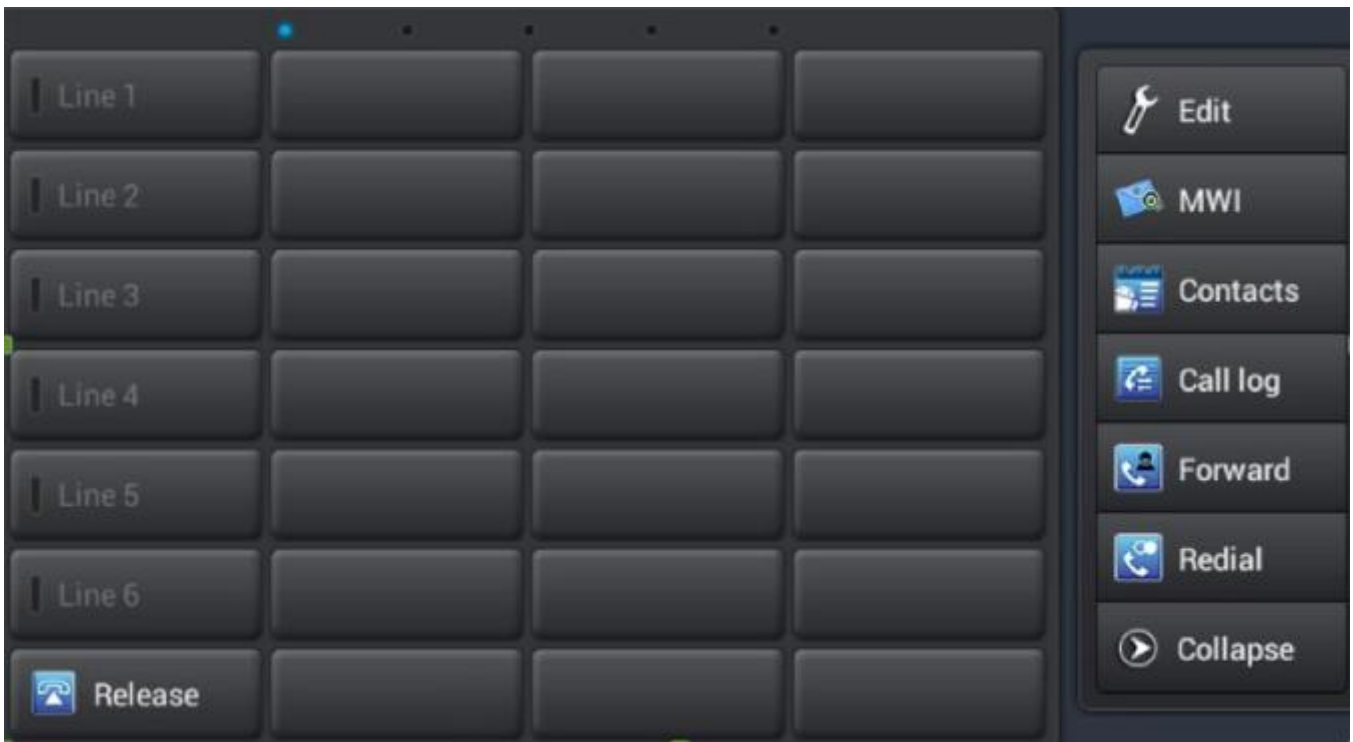 Line 1
Line 2
Line 3
Line 4
Line 5
Line 6
Release
Edit
MWI
Contacts
Call log
Forward
Redial
Collapse